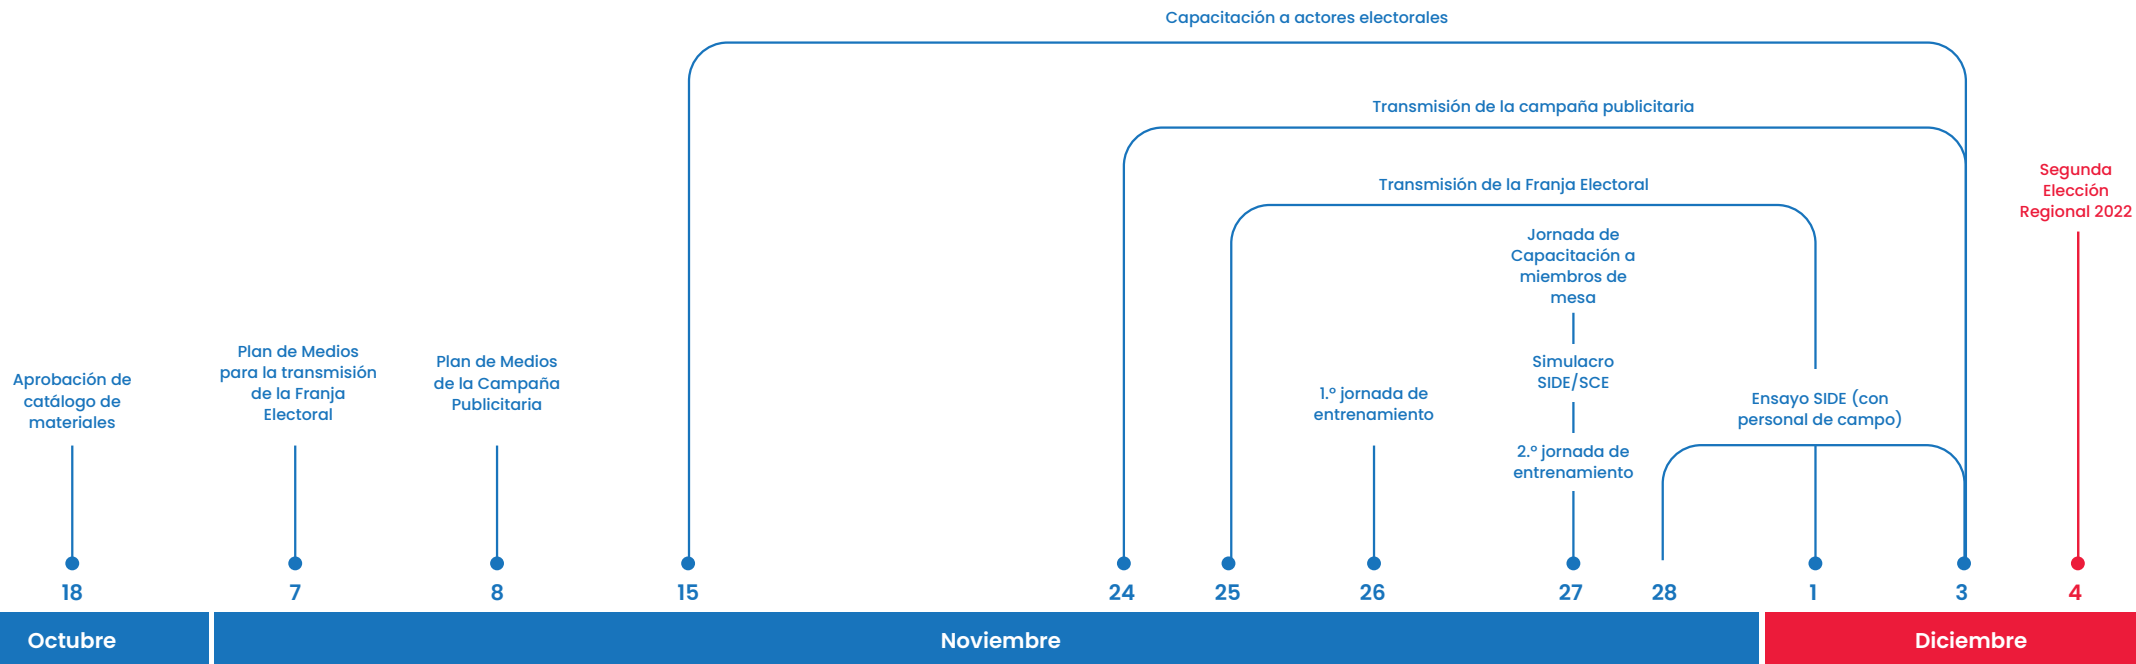 Capacitación a actores electorales
Transmisión de la campaña publicitaria
Transmisión de la Franja Electoral
Segunda
Elección
Regional 2022
Jornada de
Capacitación a
miembros de
mesa
Plan de Medios
para la transmisión
de la Franja
Electoral
Plan de Medios
de la Campaña
Publicitaria
Aprobación de
catálogo de
materiales
Simulacro
SIDE/SCE
1.º jornada de
entrenamiento
Ensayo SIDE (con
personal de campo)
2.º jornada de
entrenamiento
18 7 8 15 24 25 26 27 28 1 3 4
Octubre Noviembre Diciembre